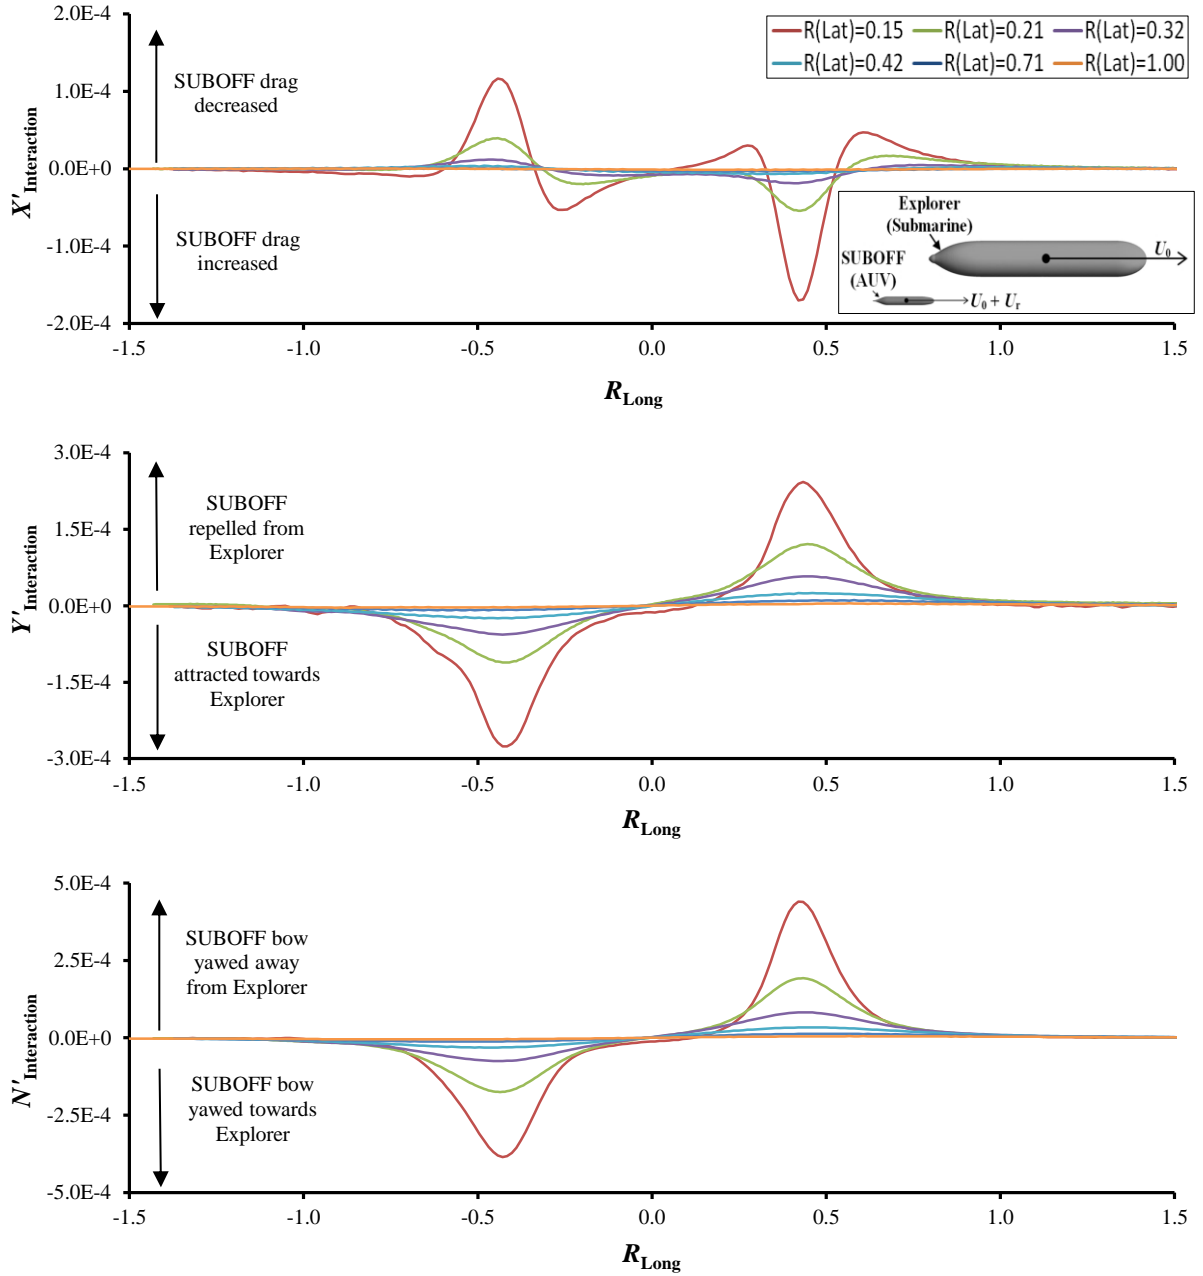 2.0E-4
1.0E-4
0.0E+0
-1.0E-4
-2.0E-4
X'Interaction
SUBOFF drag
decreased
SUBOFF drag
increased
R(Lat)=0.15 R(Lat)=0.21 R(Lat)=0.32
R(Lat)=0.42 R(Lat)=0.71 R(Lat)=1.00
Explorer
(Submarine)
SUBOFF
(AUV)
U0
U0 + Ur
-1.5 -1.0 -0.5 0.0 0.5 1.0 1.5
RLong
3.0E-4
1.5E-4
0.0E+0
-1.5E-4
-3.0E-4
Y'Interaction
SUBOFF
repelled from
Explorer
SUBOFF
attracted towards
Explorer
-1.5 -1.0 -0.5 0.0 0.5 1.0 1.5
RLong
5.0E-4
2.5E-4
0.0E+0
-2.5E-4
-5.0E-4
N'Interaction
SUBOFF bow
yawed away
from Explorer
SUBOFF bow
yawed towards
Explorer
-1.5 -1.0 -0.5 0.0 0.5 1.0 1.5
RLong